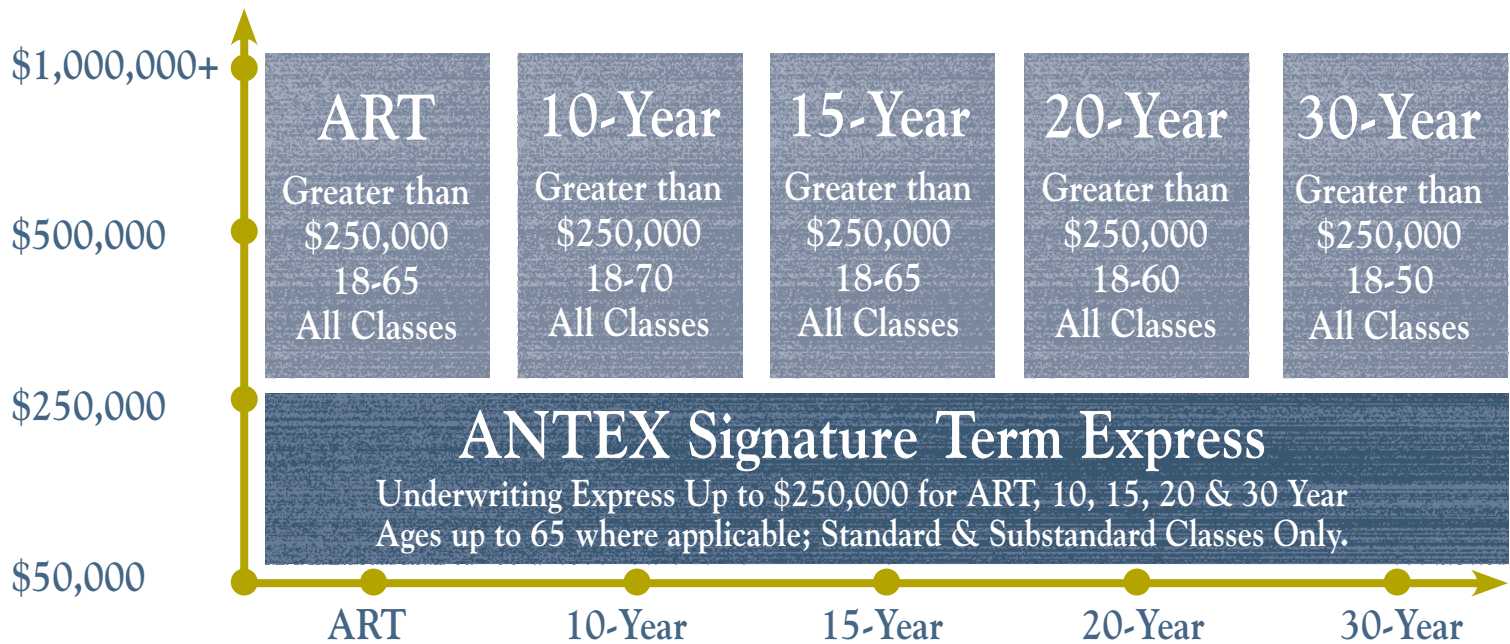 $1,000,000+
$500,000
$250,000
$50,000
ART
Greater than
$250,000
18-65
All Classes
10-Year
Greater than
$250,000
18-70
All Classes
15-Year
Greater than
$250,000
18-65
All Classes
20-Year
Greater than
$250,000
18-60
All Classes
30-Year
Greater than
$250,000
18-50
All Classes
ANTEX Signature Term Express
Underwriting Express Up to $250,000 for ART, 10, 15, 20 & 30 Year
Ages up to 65 where applicable; Standard & Substandard Classes Only.
ART
10-Year
15-Year
20-Year
30-Year